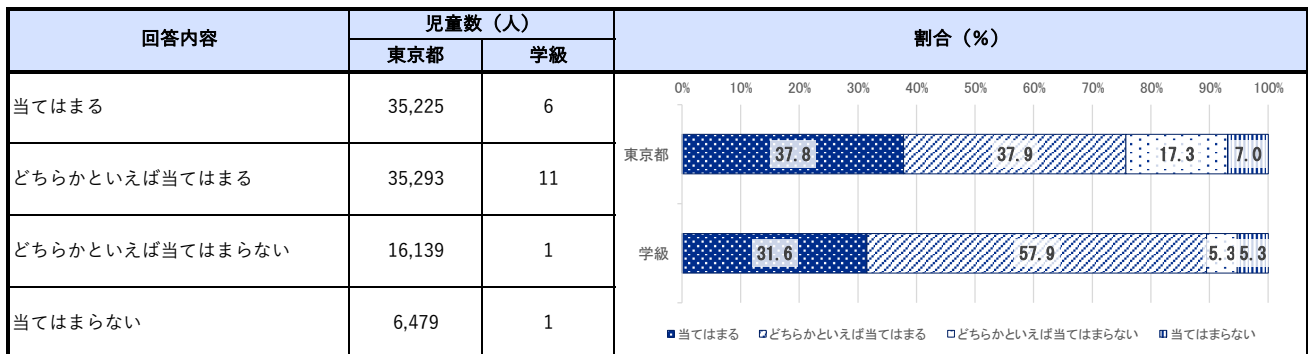 回答内容 児童数（人） 割合（%）
東京都 学級
当てはまる 35,225 6
どちらかといえば当てはまる 35,293 11
どちらかといえば当てはまらない 16,139 1
当てはまらない 6,479 1
0% 10% 20% 30% 40% 50% 60% 70% 80% 90% 100%
東京都 37.8 37.9 17.3 7.0
学級 31.6 57.9 5.3 5.3
当てはまる どちらかといえば当てはまる どちらかといえば当てはまらない 当てはまらない